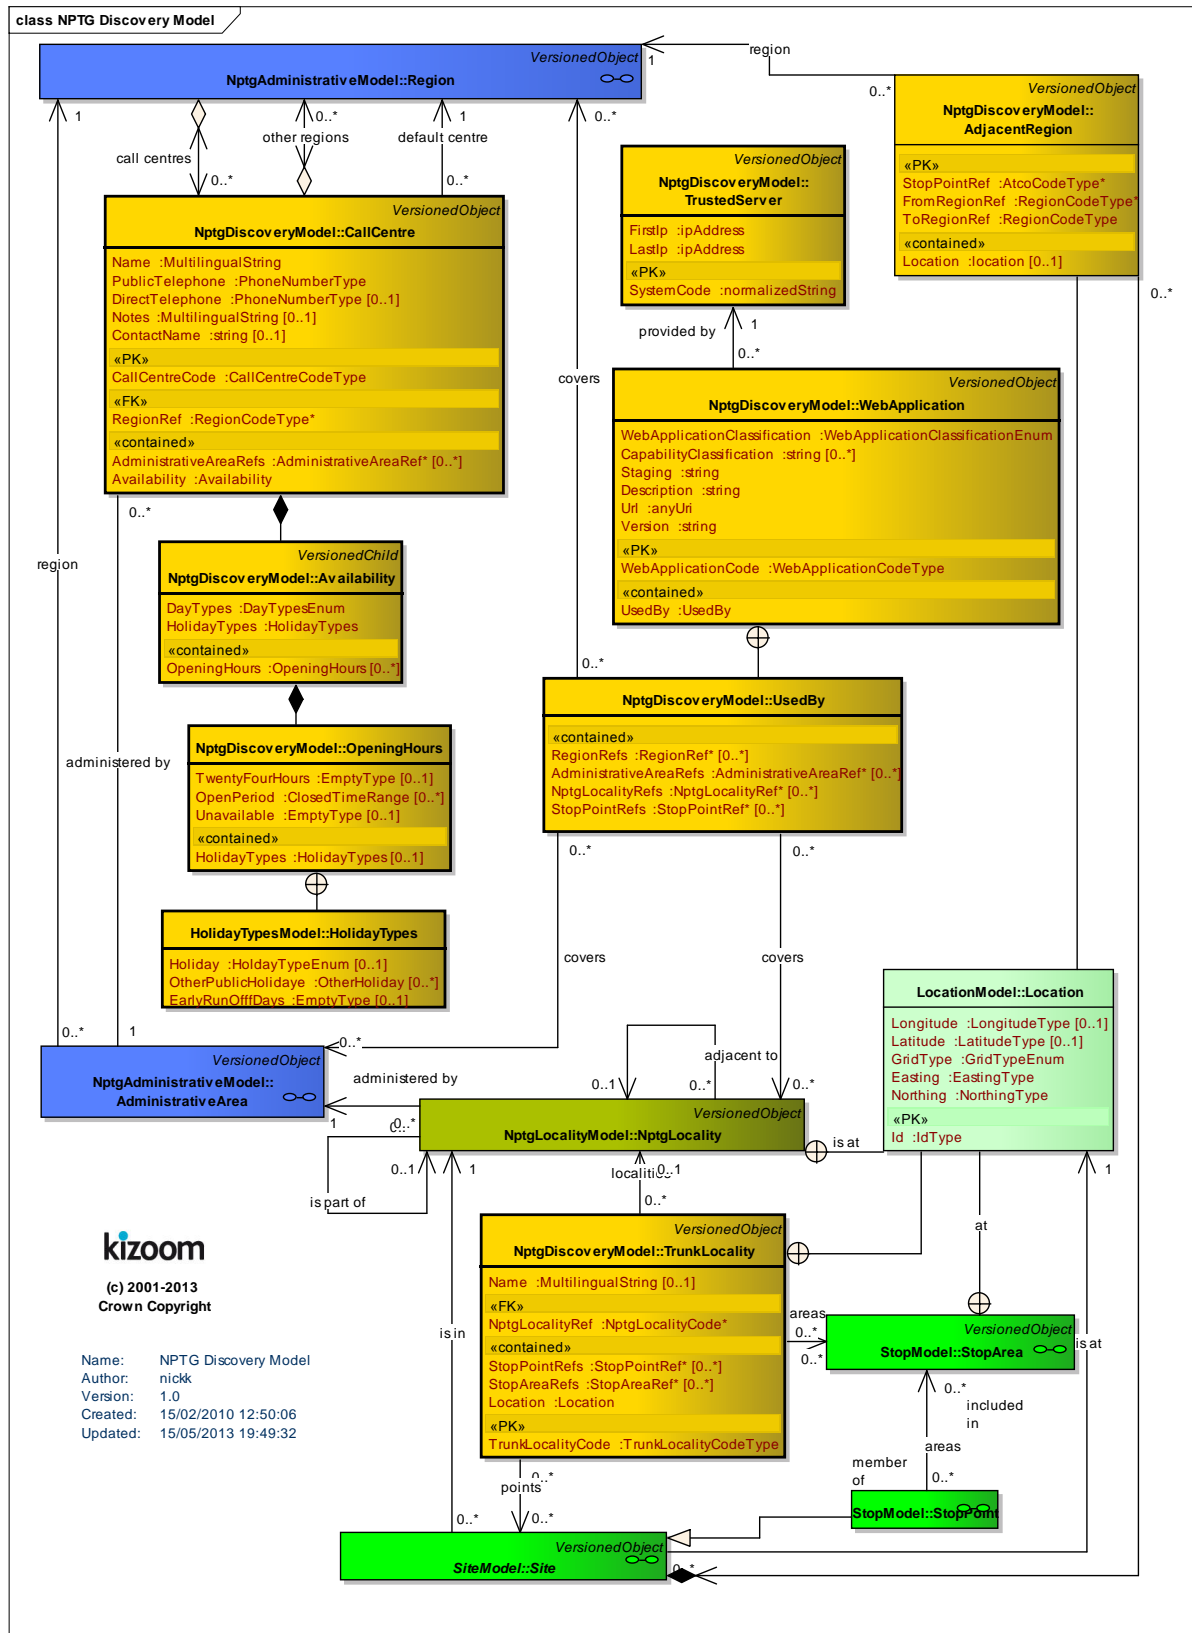 class NPTG Discovery Model
VersionedObject
NptgAdministrativeModel::Region
1
region
0..*
VersionedObject
NptgDiscoveryModel::
AdjacentRegion
«PK»
StopPointRef :AtcoCodeType*
FromRegionRef :RegionCodeType*
ToRegionRef :RegionCodeType
«contained»
Location :location [0..1]
0..*
1
call centres
0..*
0..*
other regions
1
default centre
0..*
0..*
covers
0..*
VersionedObject
NptgDiscoveryModel::
TrustedServer
FirstIp :ipAddress
LastIp :ipAddress
«PK»
SystemCode :normalizedString
provided by
1
0..*
VersionedObject
NptgDiscoveryModel::CallCentre
Name :MultilingualString
PublicTelephone :PhoneNumberType
DirectTelephone :PhoneNumberType [0..1]
Notes :MultilingualString [0..1]
ContactName :string [0..1]
«PK»
CallCentreCode :CallCentreCodeType
«FK»
RegionRef :RegionCodeType*
«contained»
AdministrativeAreaRefs :AdministrativeAreaRef* [0..*]
Availability :Availability
0..*
VersionedObject
NptgDiscoveryModel::WebApplication
WebApplicationClassification :WebApplicationClassificationEnum
CapabilityClassification :string [0..*]
Staging :string
Description :string
Url :anyUri
Version :string
«PK»
WebApplicationCode :WebApplicationCodeType
«contained»
UsedBy :UsedBy
region
VersionedChild
NptgDiscoveryModel::Availability
DayTypes :DayTypesEnum
HolidayTypes :HolidayTypes
«contained»
OpeningHours :OpeningHours [0..*]
NptgDiscoveryModel::UsedBy
«contained»
RegionRefs :RegionRef* [0..*]
AdministrativeAreaRefs :AdministrativeAreaRef* [0..*]
NptgLocalityRefs :NptgLocalityRef* [0..*]
StopPointRefs :StopPointRef* [0..*]
0..*
0..*
administered by
NptgDiscoveryModel::OpeningHours
TwentyFourHours :EmptyType [0..1]
OpenPeriod :ClosedTimeRange [0..*]
Unavailable :EmptyType [0..1]
«contained»
HolidayTypes :HolidayTypes [0..1]
HolidayTypesModel::HolidayTypes
Holiday :HoldayTypeEnum [0..1]
OtherPublicHolidaye :OtherHoliday [0..*]
EarlyRunOfffDays :EmptyType [0..1]
covers
covers
LocationModel::Location
Longitude :LongitudeType [0..1]
Latitude :LatitudeType [0..1]
GridType :GridTypeEnum
Easting :EastingType
Northing :NorthingType
«PK»
Id :IdType
0..*
1
0..*
VersionedObject
NptgAdministrativeModel::
AdministrativeArea
administered by
1
adjacent to
0..1
0..*
0..*
VersionedObject
NptgLocalityModel::NptgLocality
0..*
0..*
0..1
is part of
1
is at
1
localities
0..1
0..*
VersionedObject
NptgDiscoveryModel::TrunkLocality
Name :MultilingualString [0..1]
«FK»
NptgLocalityRef :NptgLocalityCode*
«contained»
StopPointRefs :StopPointRef* [0..*]
StopAreaRefs :StopAreaRef* [0..*]
Location :Location
«PK»
TrunkLocalityCode :TrunkLocalityCodeType
at
kizoom
(c) 2001-2013
Crown Copyright
Name: NPTG Discovery Model
Author: nickk
Version: 1.0
Created: 15/02/2010 12:50:06
Updated: 15/05/2013 19:49:32
is in
areas
0..*
0..*
VersionedObject
StopModel::StopArea
is at
0..*
included
in
areas
0..*
member
of
StopModel::StopPoint
0..*
points
0..*
0..*
VersionedObject
SiteModel::Site
0..*